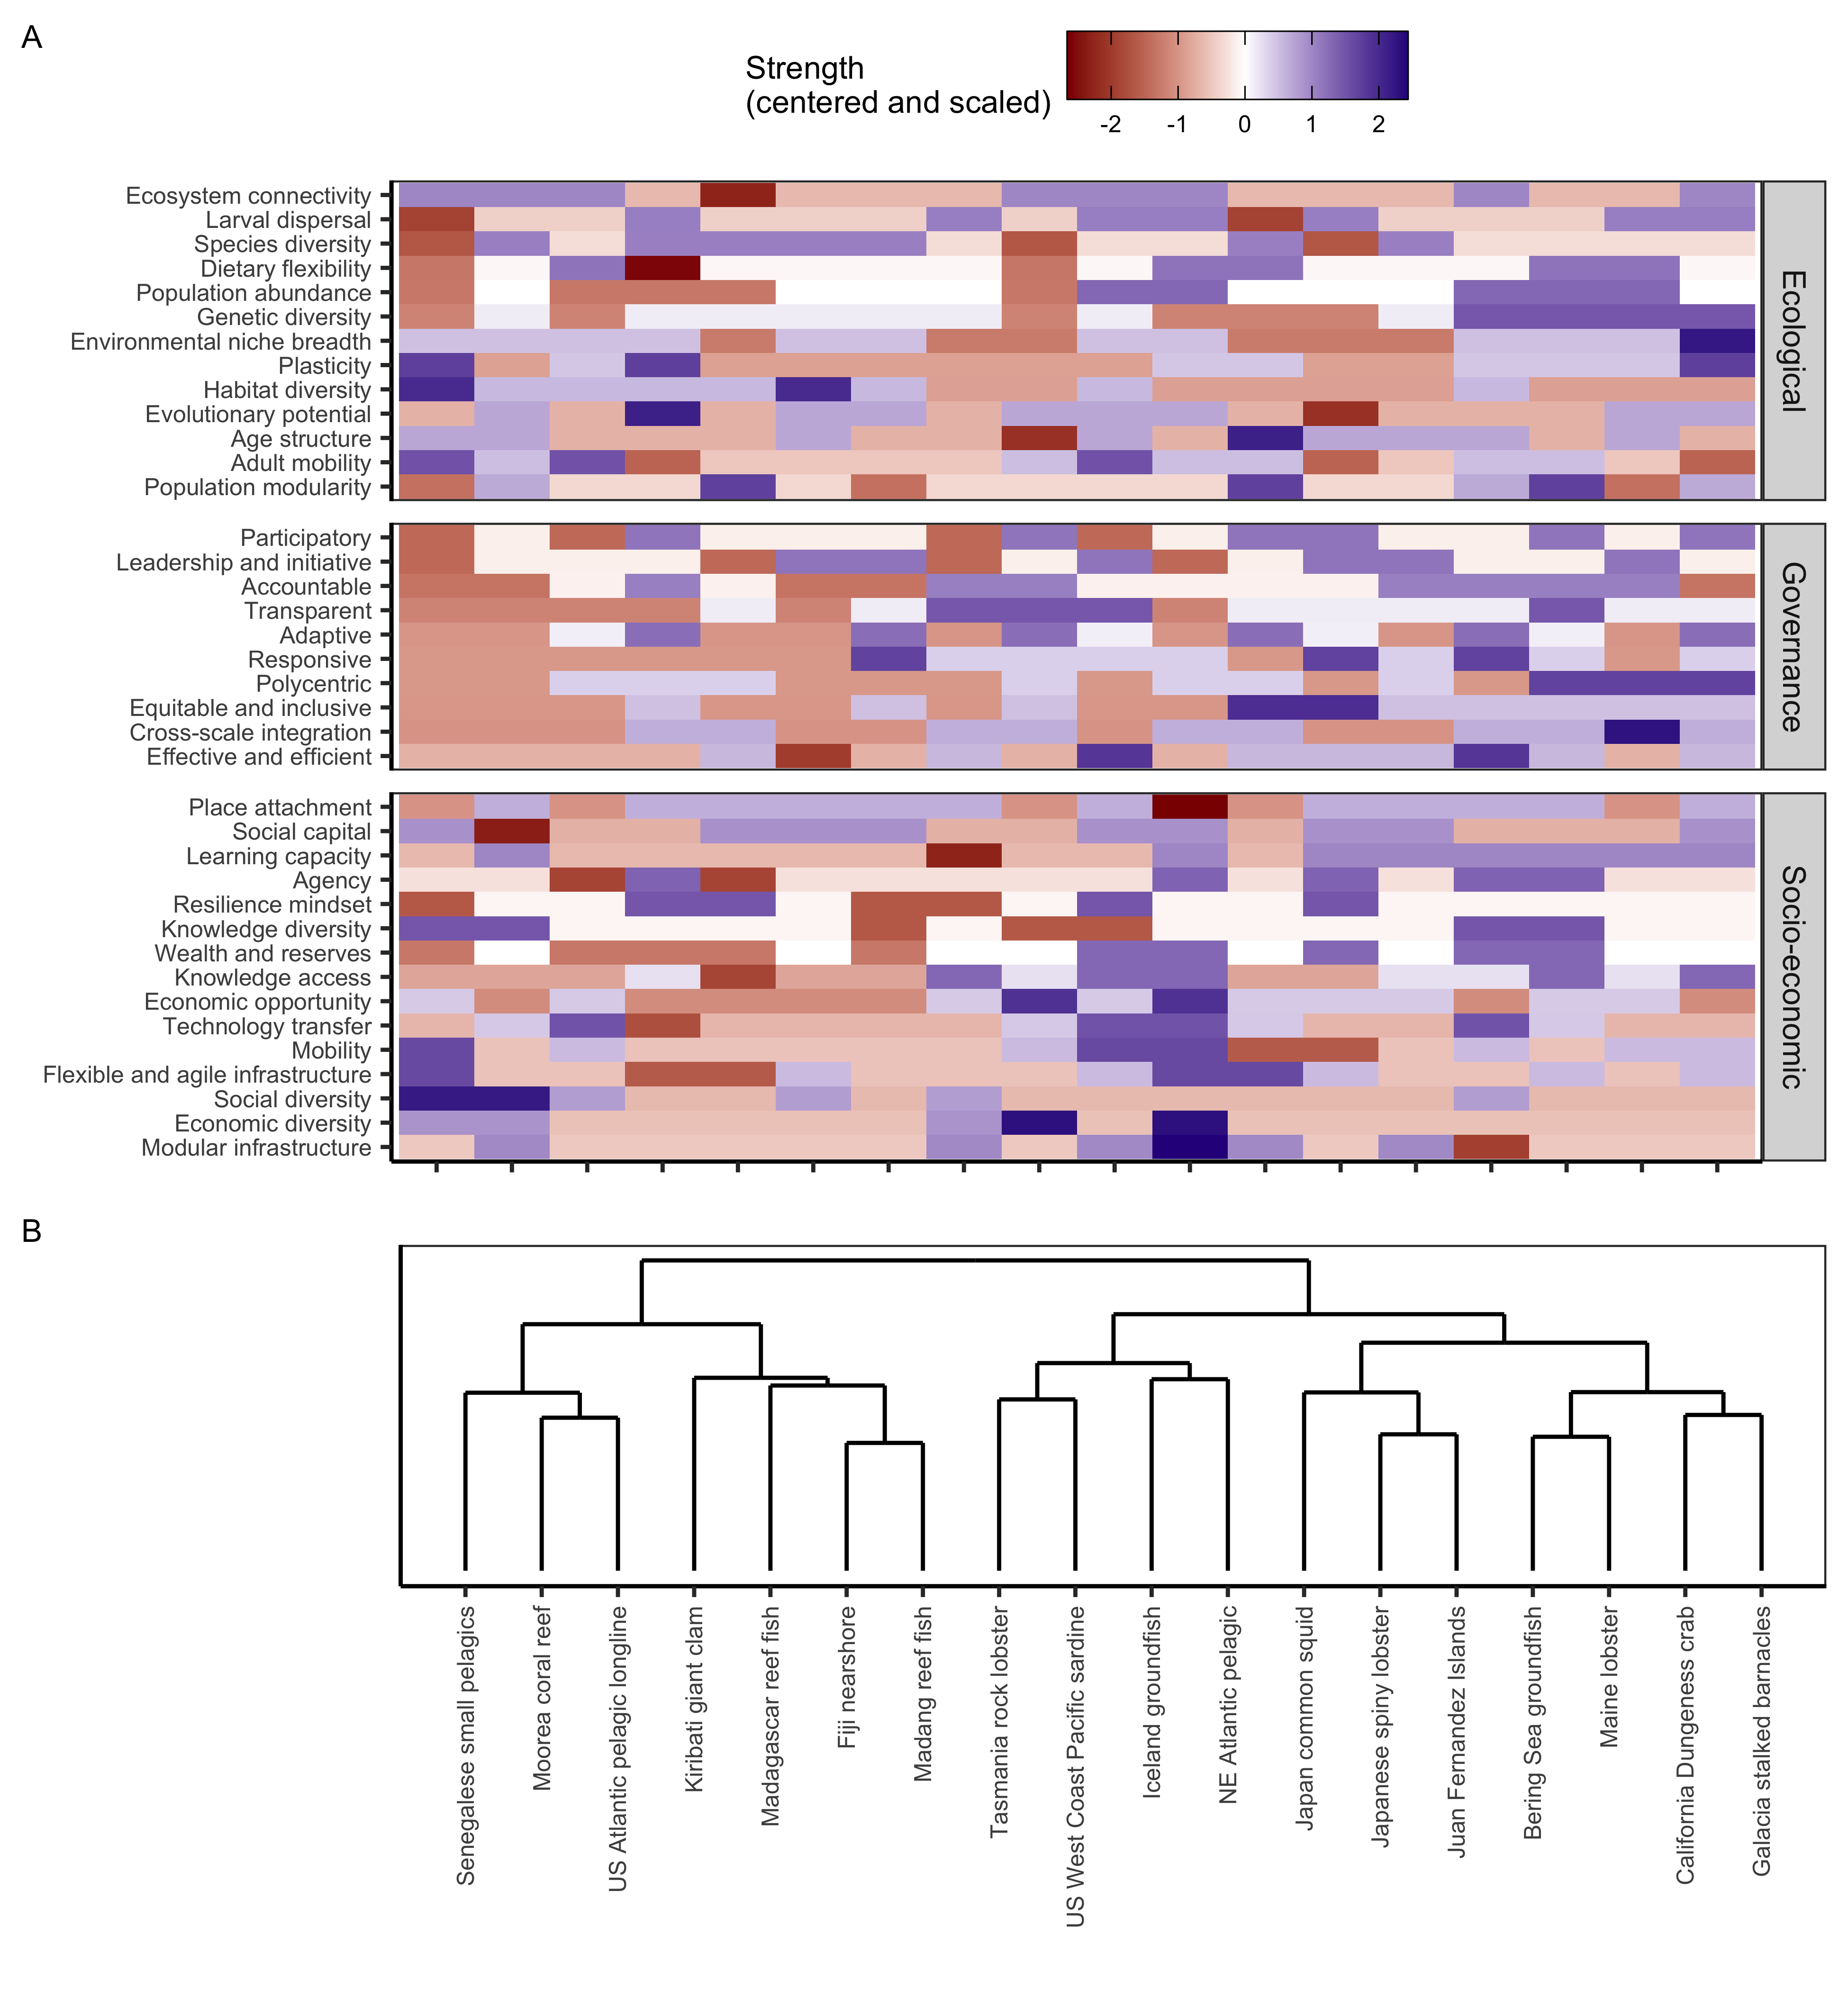 A
Strength
(centered and scaled)
-2 -1 0 1 2
Ecosystem connectivity
Larval dispersal
Species diversity
Dietary flexibility
Population abundance
Genetic diversity
Environmental niche breadth
Plasticity
Habitat diversity
Evolutionary potential
Age structure
Adult mobility
Population modularity
Ecological
Participatory
Leadership and initiative
Accountable
Transparent
Adaptive
Responsive
Polycentric
Equitable and inclusive
Cross-scale integration
Effective and efficient
Governance
Place attachment
Social capital
Learning capacity
Agency
Resilience mindset
Knowledge diversity
Wealth and reserves
Knowledge access
Economic opportunity
Technology transfer
Mobility
Flexible and agile infrastructure
Social diversity
Economic diversity
Modular infrastructure
Socio-economic
B
Senegalese small pelagics
Moorea coral reef
US Atlantic pelagic longline
Kiribati giant clam
Madagascar reef fish
Fiji nearshore
Madang reef fish
Tasmania rock lobster
US West Coast Pacific sardine
Iceland groundfish
NE Atlantic pelagic
Japan common squid
Japanese spiny lobster
Juan Fernandez Islands
Bering Sea groundfish
Maine lobster
California Dungeness crab
Galacia stalked barnacles